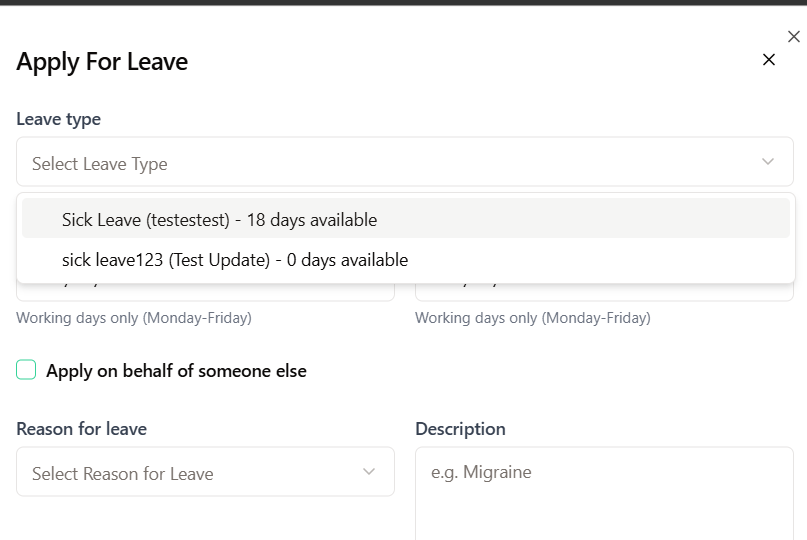 Apply For Leave
Leave type
Select Leave Type
Sick Leave (testestest) - 18 days available
sick leave123 (Test Update) - 0 days available
Working days only (Monday-Friday)
Working days only (Monday-Friday)
Apply on behalf of someone else
Reason for leave
Description
Select Reason for Leave
e.g. Migraine